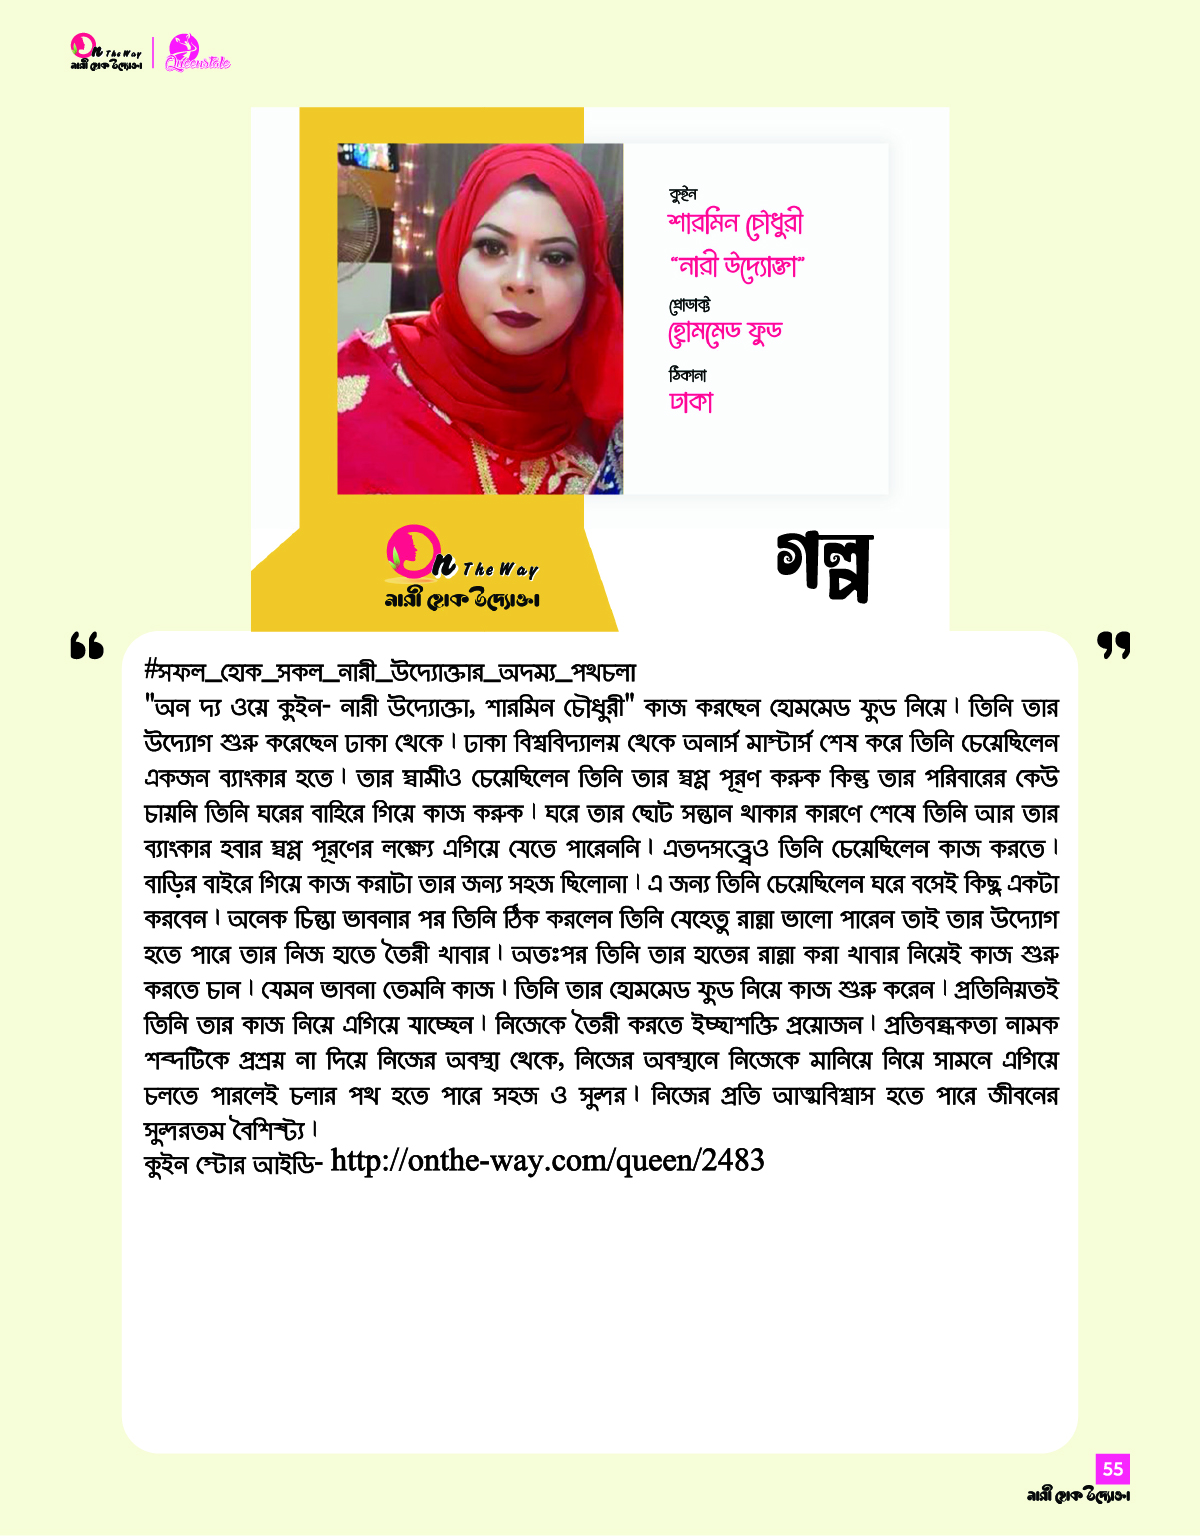 On The Way
নারী হোক উদ্যোক্তা
Queenstale
কুইন
শারমিন চৌধুরী
“নারী উদ্যোক্তা”
প্রোডাক্ট
হোমমেড ফুড
ঠিকানা
ঢাকা
On The Way
নারী হোক উদ্যোক্তা
গল্প
“
”
#সফল_হোক_সকল_নারী_উদ্যোক্তার_অদম্য_পথচলা
"অন দ্য ওয়ে কুইন- নারী উদ্যোক্তা, শারমিন চৌধুরী" কাজ করছেন হোমমেড ফুড নিয়ে। তিনি তার
উদ্যোগ শুরু করেছেন ঢাকা থেকে। ঢাকা বিশ্ববিদ্যালয় থেকে অনার্স মাস্টার্স শেষ করে তিনি চেয়েছিলেন
একজন ব্যাংকার হতে। তার স্বামীও চেয়েছিলেন তিনি তার স্বপ্ন পূরণ করুক কিন্তু তার পরিবারের কেউ
চায়নি তিনি ঘরের বাহিরে গিয়ে কাজ করুক। ঘরে তার ছোট সন্তান থাকার কারণে শেষে তিনি আর তার
ব্যাংকার হবার স্বপ্ন পূরণের লক্ষ্যে এগিয়ে যেতে পারেননি। এতদসত্ত্বেও তিনি চেয়েছিলেন কাজ করতে।
বাড়ির বাইরে গিয়ে কাজ করাটা তার জন্য সহজ ছিলোনা। এ জন্য তিনি চেয়েছিলেন ঘরে বসেই কিছু একটা
করবেন। অনেক চিন্তা ভাবনার পর তিনি ঠিক করলেন তিনি যেহেতু রান্না ভালো পারেন তাই তার উদ্যোগ
হতে পারে তার নিজ হাতে তৈরী খাবার। অতঃপর তিনি তার হাতের রান্না করা খাবার নিয়েই কাজ শুরু
করতে চান। যেমন ভাবনা তেমনি কাজ। তিনি তার হোমমেড ফুড নিয়ে কাজ শুরু করেন। প্রতিনিয়তই
তিনি তার কাজ নিয়ে এগিয়ে যাচ্ছেন। নিজেকে তৈরী করতে ইচ্ছাশক্তি প্রয়োজন। প্রতিবন্ধকতা নামক
শব্দটিকে প্রশ্রয় না দিয়ে নিজের অবস্থা থেকে, নিজের অবস্থানে নিজেকে মানিয়ে নিয়ে সামনে এগিয়ে
চলতে পারলেই চলার পথ হতে পারে সহজ ও সুন্দর। নিজের প্রতি আত্মবিশ্বাস হতে পারে জীবনের
সুন্দরতম বৈশিষ্ট্য।
কুইন স্টোর আইডি- http://onthe-way.com/queen/2483
55
নারী হোক উদ্যোক্তা